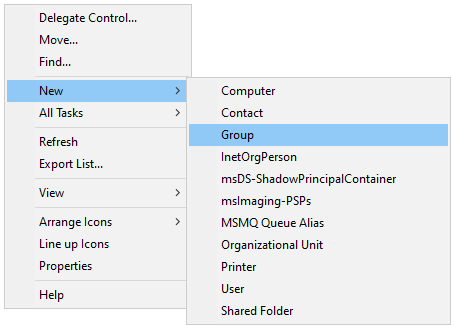 Delegate Control...
Move...
Find...
New
All Tasks
Refresh
Export List...
View
Arrange Icons
Line up Icons
Properties
Help
Computer
Contact
Group
InetOrgPerson
msDS-ShadowPrincipalContainer
msImaging-PSPs
MSMQ Queue Alias
Organizational Unit
Printer
User
Shared Folder